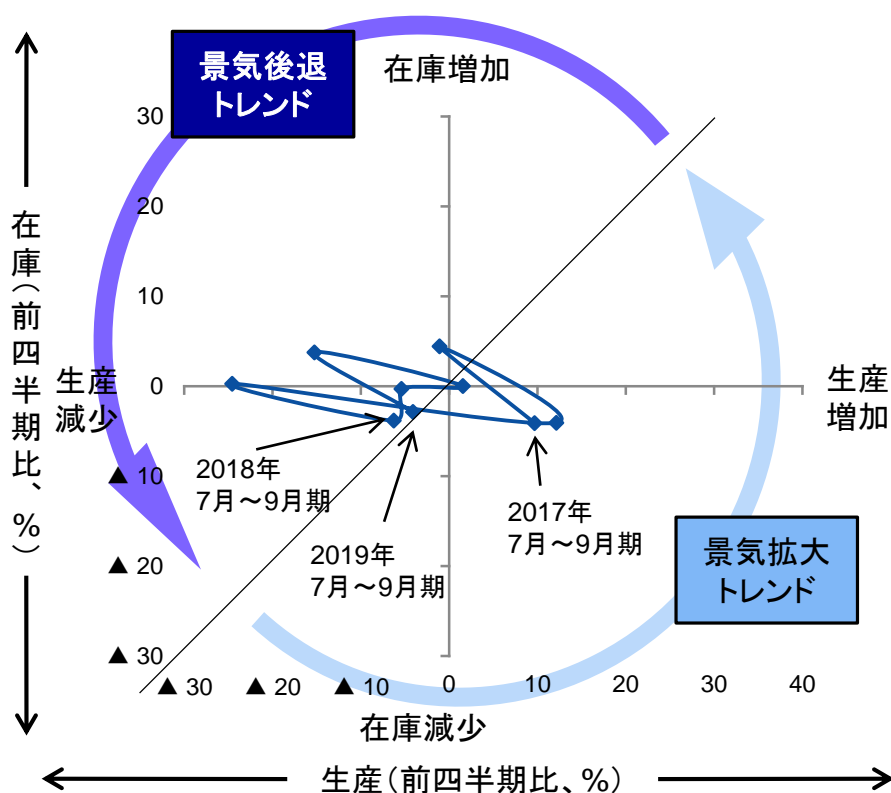 景気後退
トレンド
在庫増加
在庫(前四半期比、%)
30
20
10
0
▲ 10
▲ 20
▲ 30
生産
減少
生産
増加
2018年
7月～9月期
2019年
7月～9月期
2017年
7月～9月期
景気拡大
トレンド
▲ 30 ▲ 20 ▲ 10 0 10 20 30 40
在庫減少
生産(前四半期比、%)